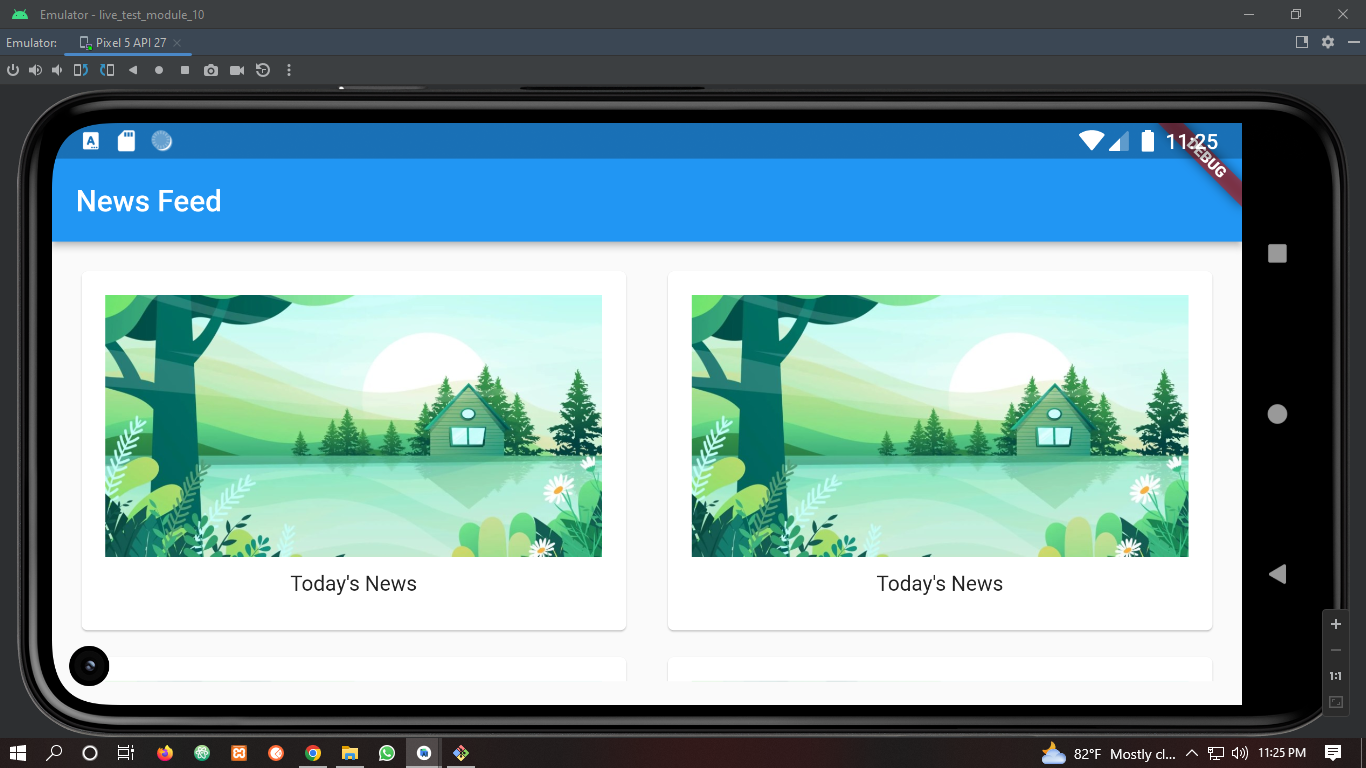 Emulator - live_test_module_10
Emulator: Pixel 5 API 27
A 11:25
DEBUG
News Feed
Today's News Today's News
1:1
82°F Mostly cl... 11:25 PM